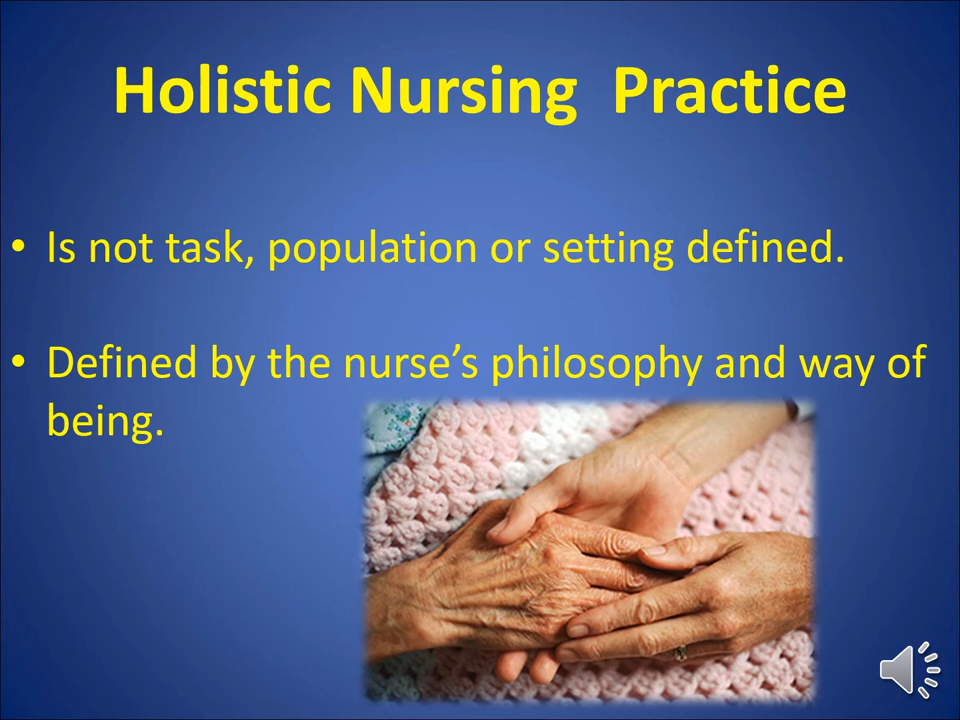 Holistic Nursing  Practice
• Is not task, population or setting defined.
• Defined by the nurse’s philosophy and way of
being.